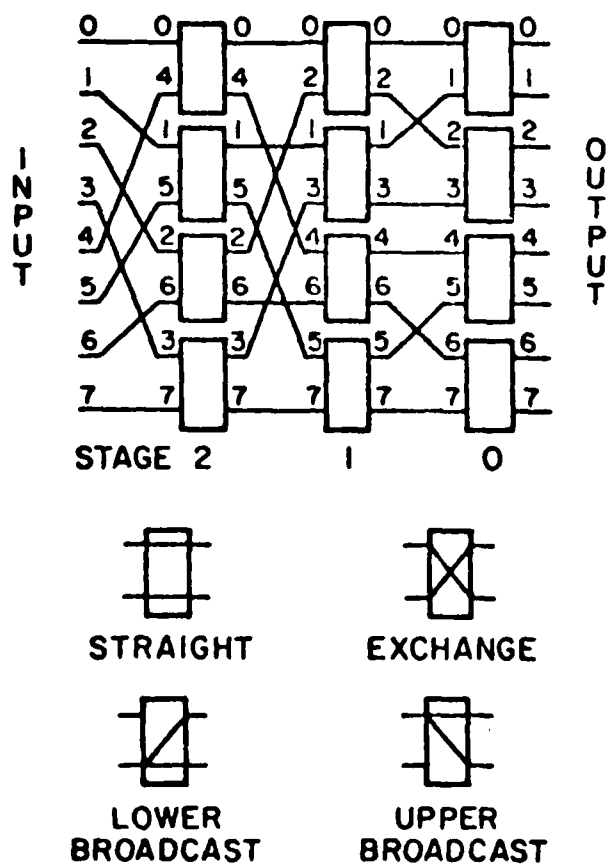 0 0 0 0 0 0
1 4 4 2 2 1 1
2 1 1 1 1 2 2
3 5 5 3 3 3 3
4 2 2 4 4 4 4
5 6 6 6 6 5 5
6 3 3 5 5 6 6
7 7 7 7 7 7 7
INPUT
OUTPUT
STAGE 2 1 0
STRAIGHT EXCHANGE
LOWER UPPER
BROADCAST BROADCAST